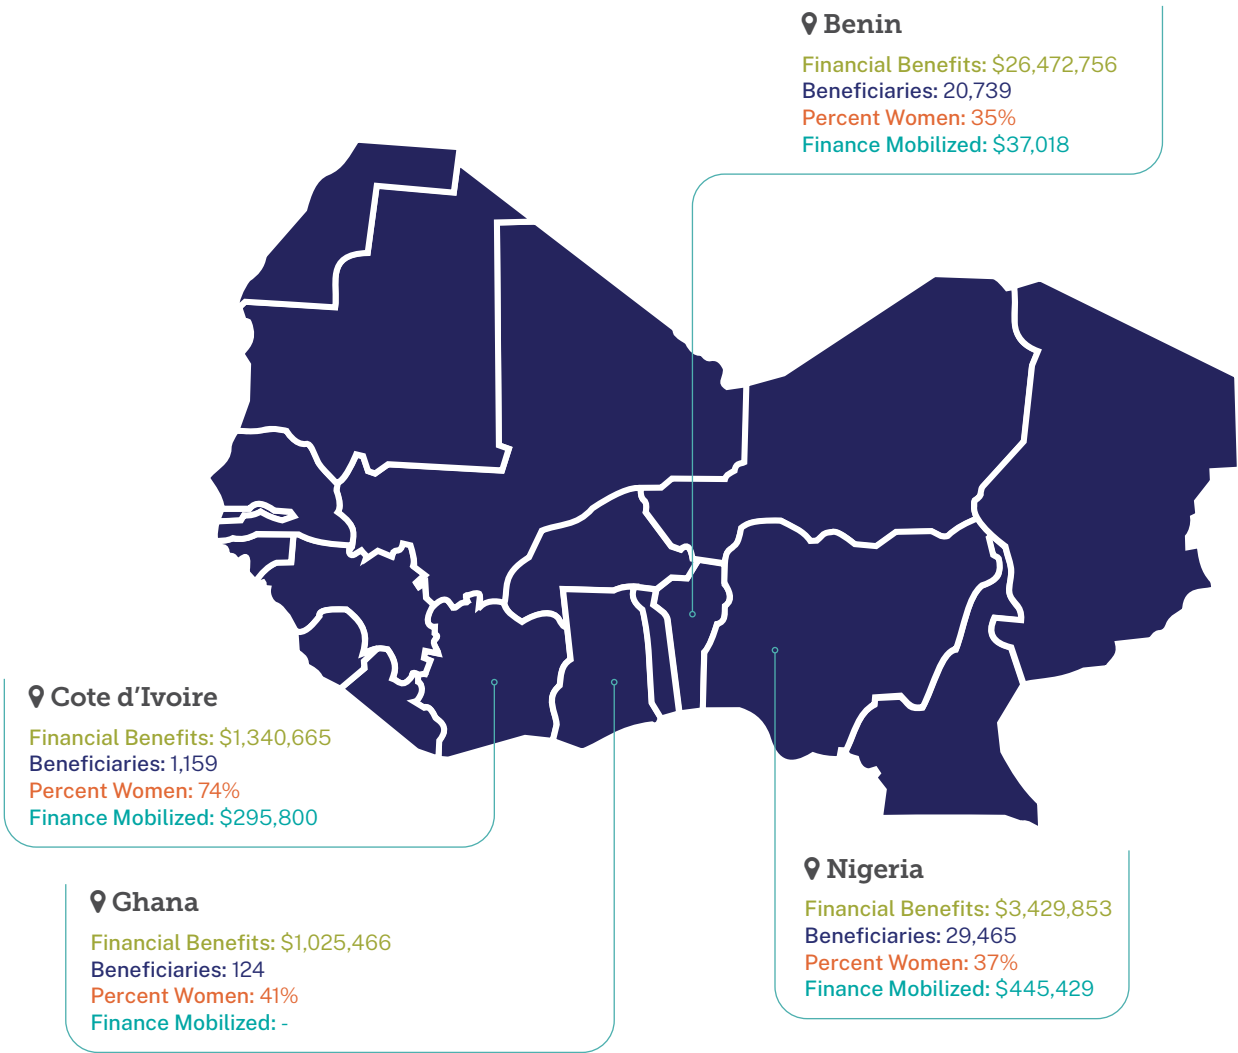 Benin
Financial Benefits: $26,472,756
Beneficiaries: 20,739
Percent Women: 35%
Finance Mobilized: $37,018
Cote d’Ivoire
Financial Benefits: $1,340,665
Beneficiaries: 1,159
Percent Women: 74%
Finance Mobilized: $295,800
Ghana
Financial Benefits: $1,025,466
Beneficiaries: 124
Percent Women: 41%
Finance Mobilized: -
Nigeria
Financial Benefits: $3,429,853
Beneficiaries: 29,465
Percent Women: 37%
Finance Mobilized: $445,429